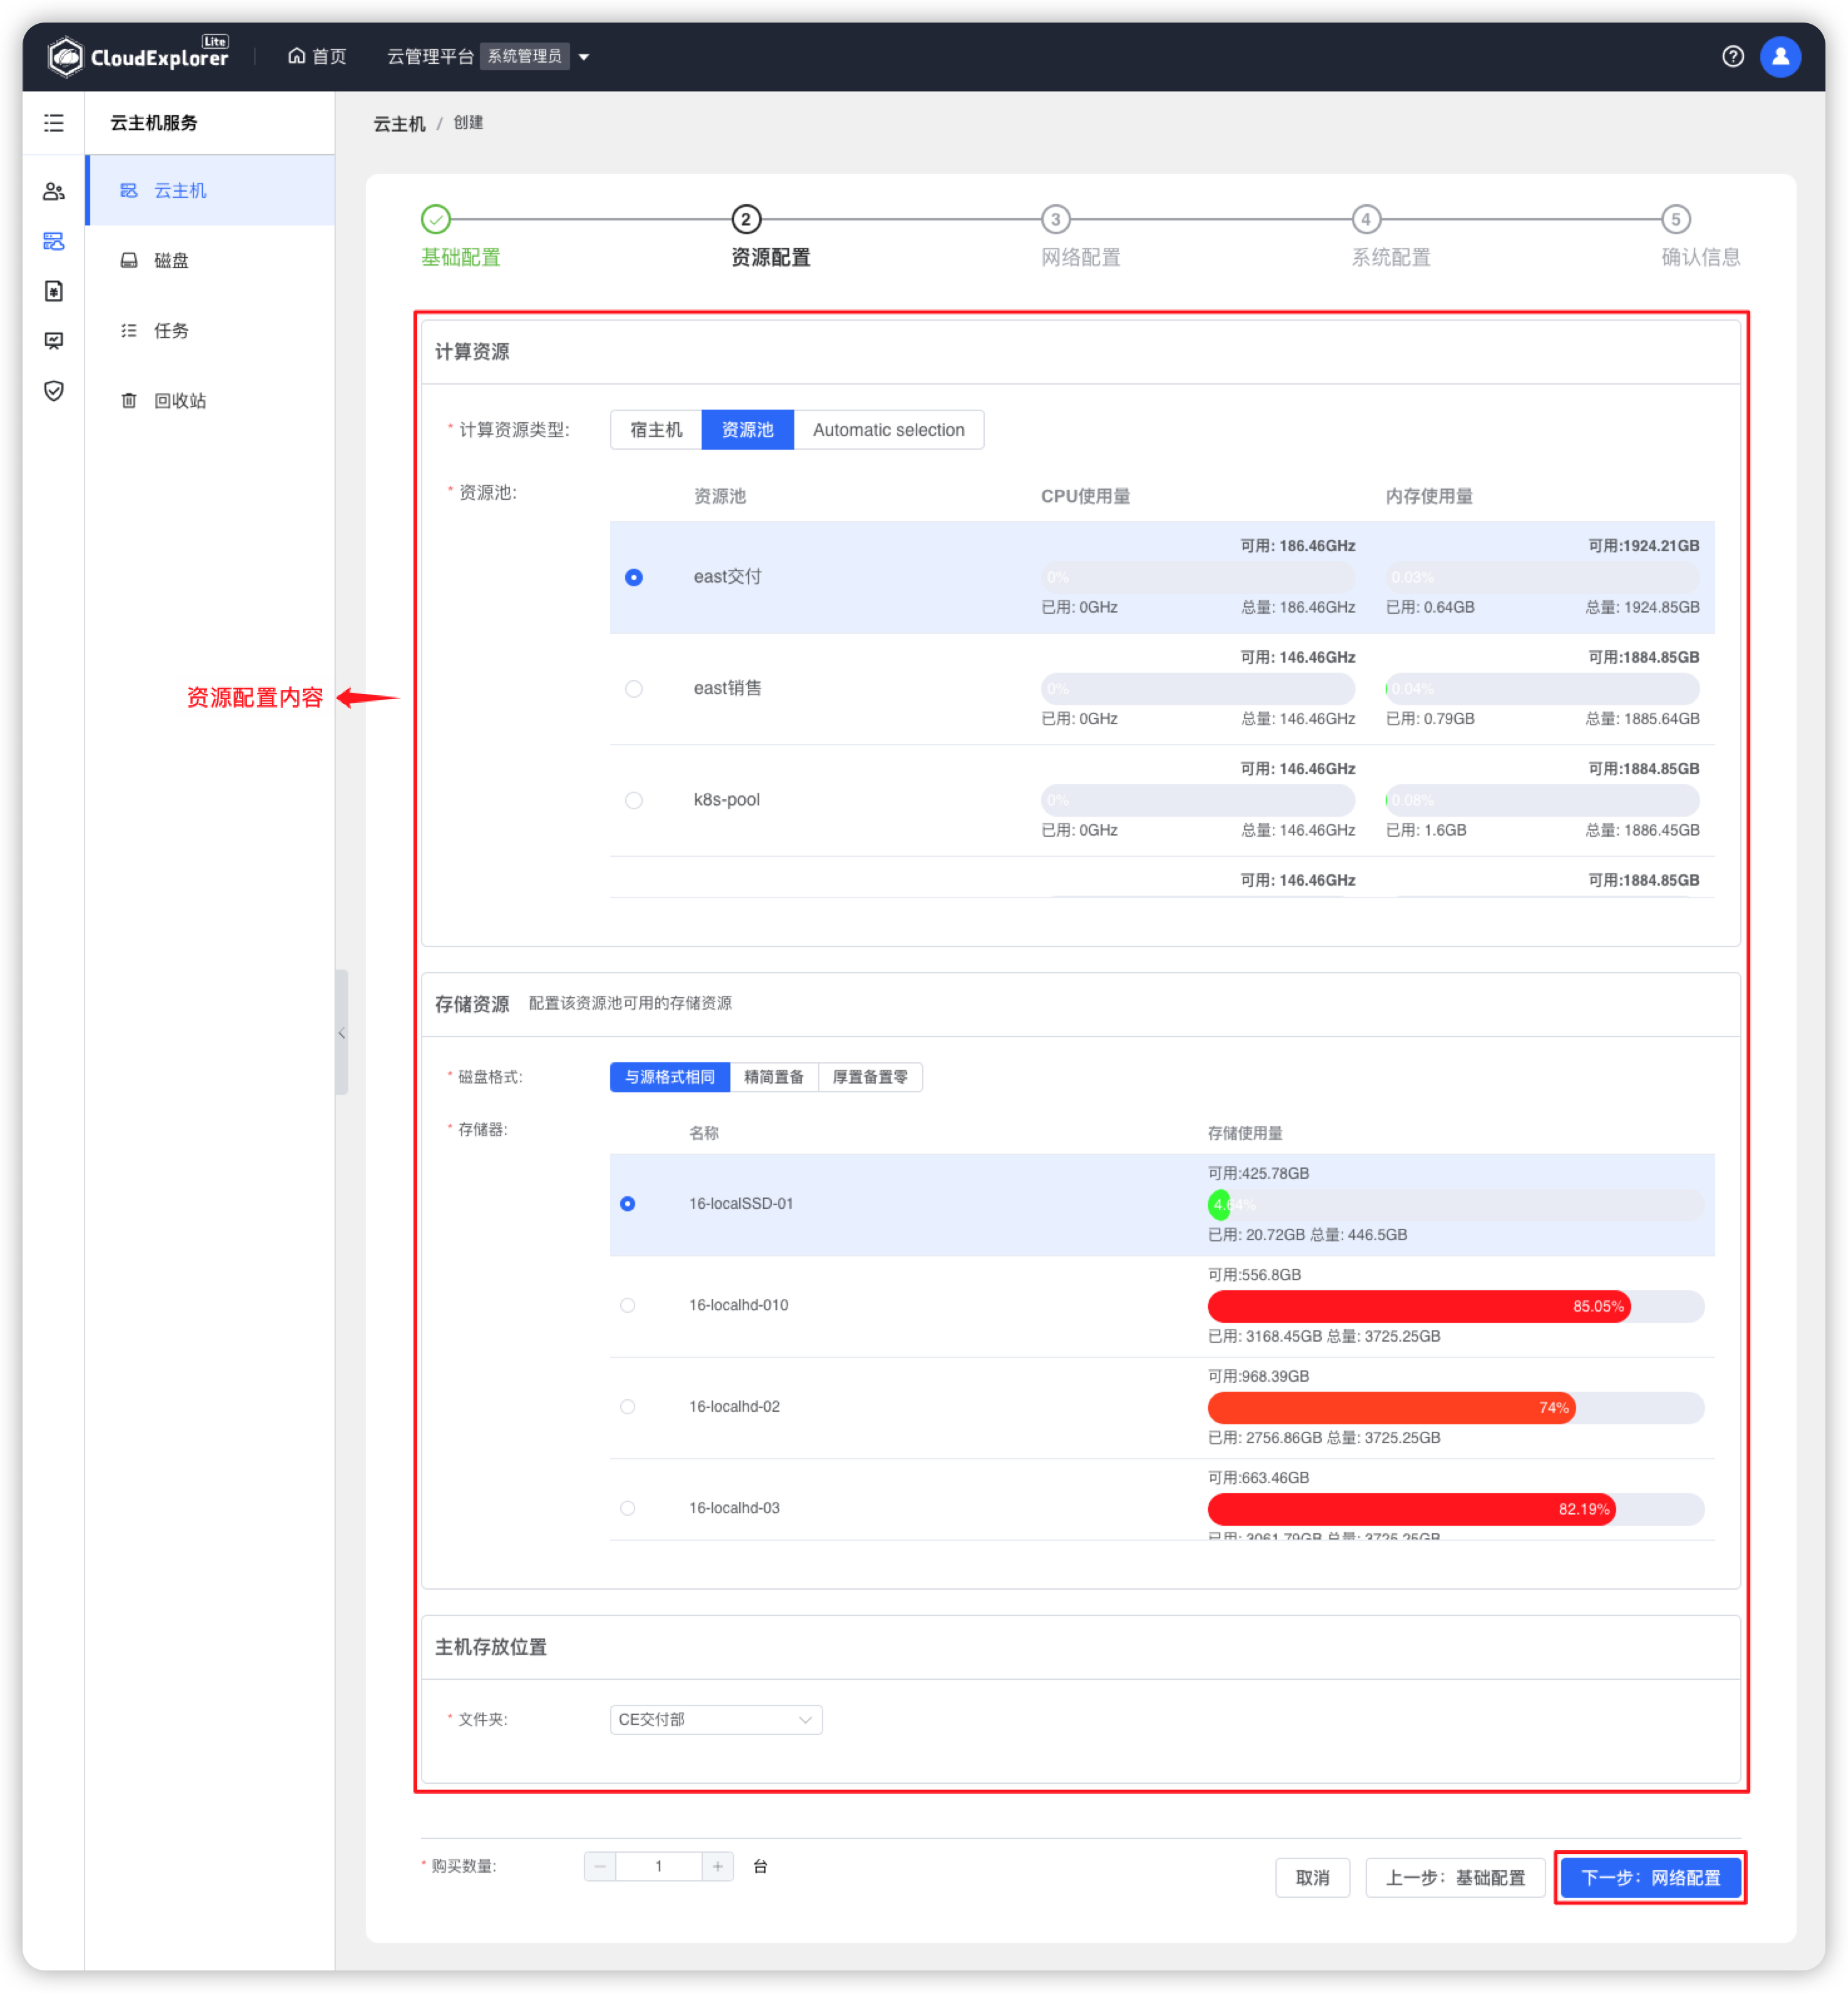 CloudExplorer Lite
首页
云管理平台 系统管理员
云主机服务
云主机
磁盘
任务
回收站
资源配置内容
云主机 / 创建
基础配置
2 资源配置
3 网络配置
4 系统配置
5 确认信息
计算资源
* 计算资源类型: 宿主机 资源池 Automatic selection
* 资源池:
资源池 CPU使用量 内存使用量
可用: 186.46GHz 可用:1924.21GB
east交付 0% 0.03%
已用: 0GHz 总量: 186.46GHz 已用: 0.64GB 总量: 1924.85GB
可用: 146.46GHz 可用:1884.85GB
east销售 0% 0.04%
已用: 0GHz 总量: 146.46GHz 已用: 0.79GB 总量: 1885.64GB
可用: 146.46GHz 可用:1884.85GB
k8s-pool 0% 0.08%
已用: 0GHz 总量: 146.46GHz 已用: 1.6GB 总量: 1886.45GB
可用: 146.46GHz 可用:1884.85GB
存储资源 配置该资源池可用的存储资源
* 磁盘格式: 与源格式相同 精简置备 厚置备置零
* 存储器:
名称 存储使用量
可用:425.78GB
16-localSSD-01 4.64%
已用: 20.72GB 总量: 446.5GB
可用:556.8GB
16-localhd-010 85.05%
已用: 3168.45GB 总量: 3725.25GB
可用:968.39GB
16-localhd-02 74%
已用: 2756.86GB 总量: 3725.25GB
可用:663.46GB
16-localhd-03 82.19%
已用: 3061.79GB 总量: 3725.25GB
主机存放位置
* 文件夹: CE交付部
* 购买数量: − 1 + 台
取消 上一步：基础配置 下一步：网络配置